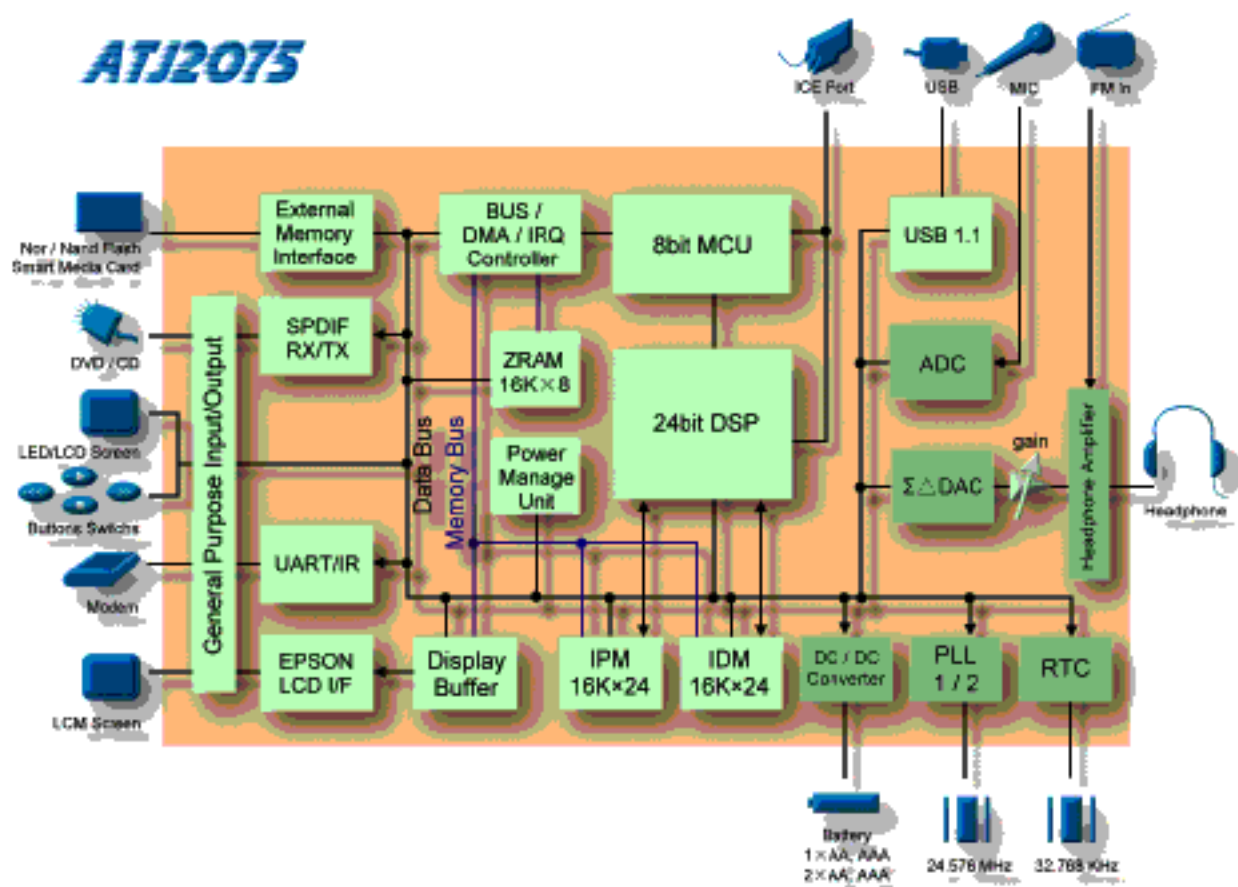 ATJ2075
ICE Port
USB
MIC
FM In
Nor / Nand Flash
Smart Media Card
External
Memory
Interface
BUS /
DMA / IRQ
Controller
8bit MCU
USB 1.1
DVD / CD
SPDIF
RX/TX
ZRAM
16K×8
24bit DSP
ADC
General Purpose Input/Output
LED/LCD Screen
Buttons Switchs
Data Bus
Memory Bus
Power
Manage
Unit
Σ△DAC
gain
Headphone Amplifier
Headphone
Modem
UART/IR
LCM Screen
EPSON
LCD I/F
Display
Buffer
IPM
16K×24
IDM
16K×24
DC / DC
Converter
PLL
1 / 2
RTC
Battery
1×AA, AAA
2×AA, AAA
24.576 MHz
32.768 KHz